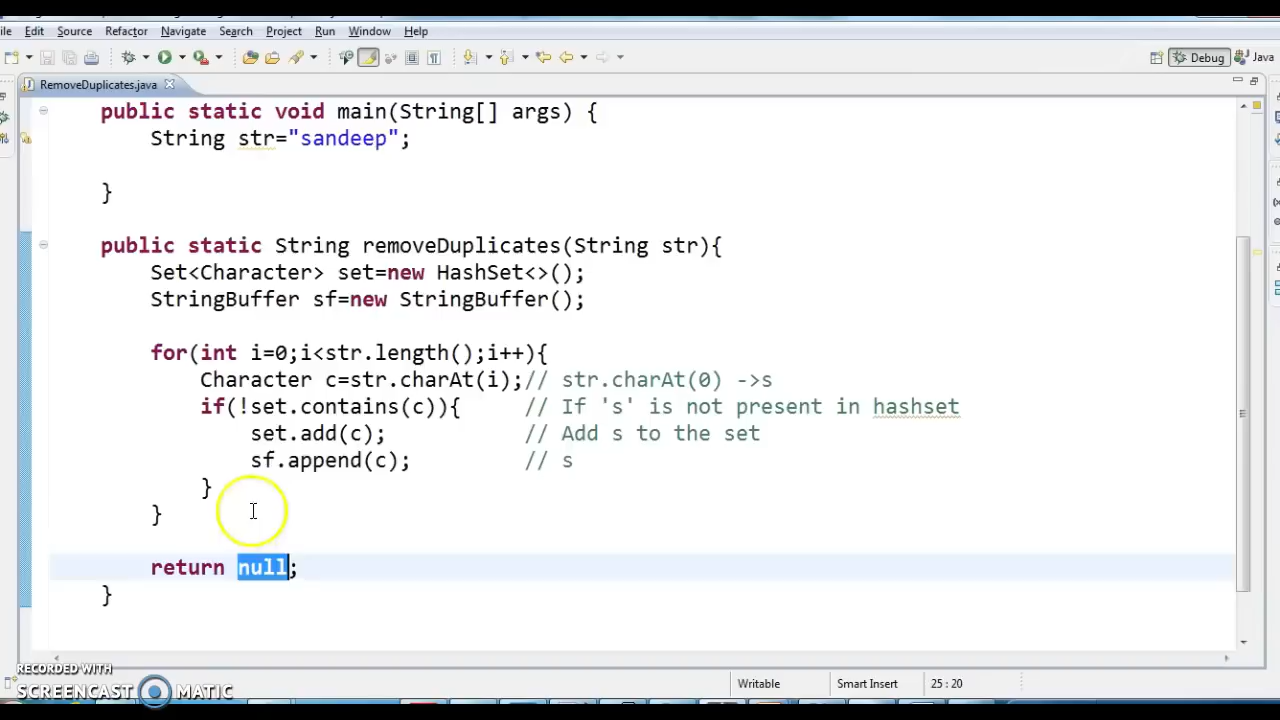 ile Edit Source Refactor Navigate Search Project Run Window Help
Debug Java
RemoveDuplicates.java
public static void main(String[] args) {
String str="sandeep";
}
public static String removeDuplicates(String str){
Set<Character> set=new HashSet<>();
StringBuffer sf=new StringBuffer();
for(int i=0;i<str.length();i++){
Character c=str.charAt(i);// str.charAt(0) ->s
if(!set.contains(c)){ // If 's' is not present in hashset
set.add(c); // Add s to the set
sf.append(c); // s
}
}
return null;
}
RECORDED WITH
SCREENCAST MATIC
Writable Smart Insert 25 : 20